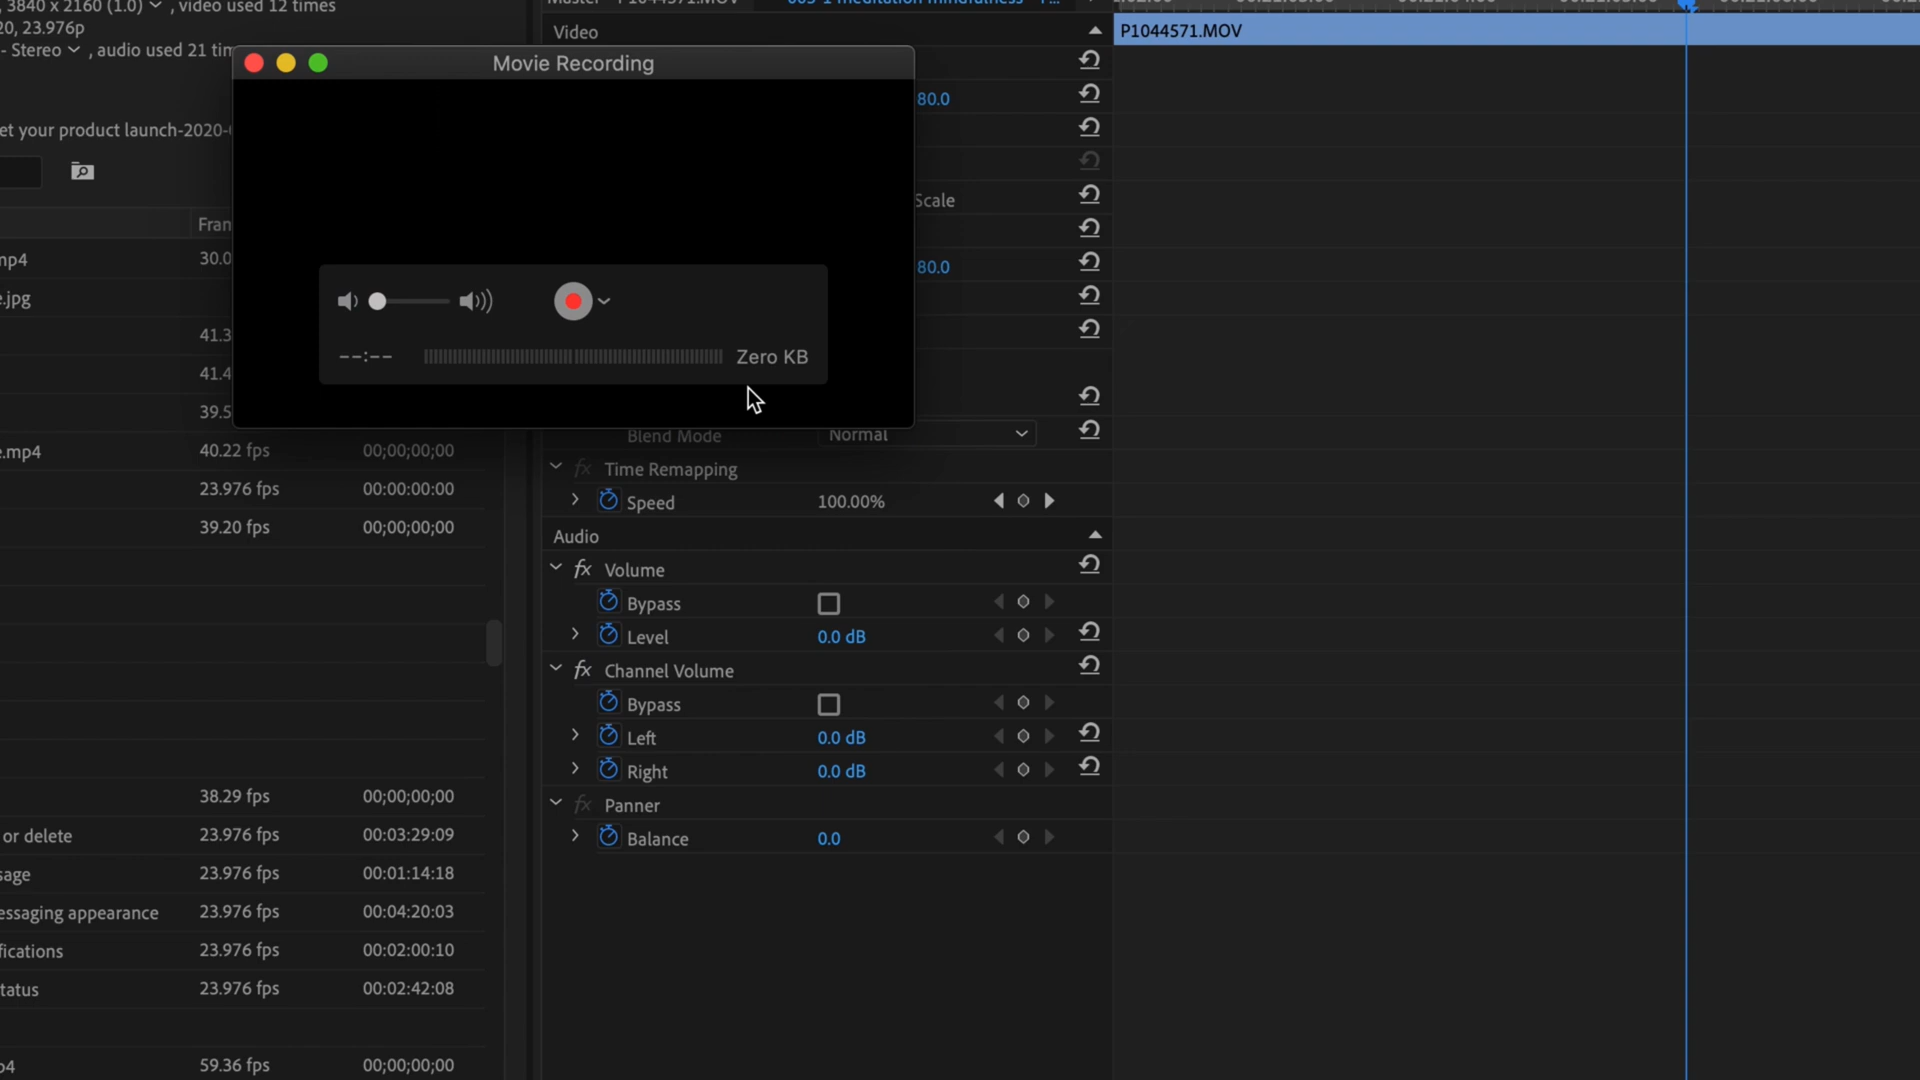 3840 x 2160 (1.0) , video used 12 times
20, 23.976p
- Stereo , audio used 21 tim
P1044571.MOV
Video
P1044571.MOV
Movie Recording
80.0
et your product launch-2020-
Scale
Fran
mp4 30.0
80.0
e.jpg
41.3
--:-- Zero KB
41.4
39.5
Blend Mode Normal
e.mp4 40.22 fps 00;00;00;00
Time Remapping
23.976 fps 00:00:00:00
Speed 100.00%
39.20 fps 00;00;00;00
Audio
Volume
Bypass
Level 0.0 dB
Channel Volume
Bypass
Left 0.0 dB
Right 0.0 dB
38.29 fps 00;00;00;00
Panner
or delete 23.976 fps 00:03:29:09
Balance 0.0
sage 23.976 fps 00:01:14:18
essaging appearance 23.976 fps 00:04:20:03
fications 23.976 fps 00:02:00:10
tatus 23.976 fps 00:02:42:08
p4 59.36 fps 00;00;00;00